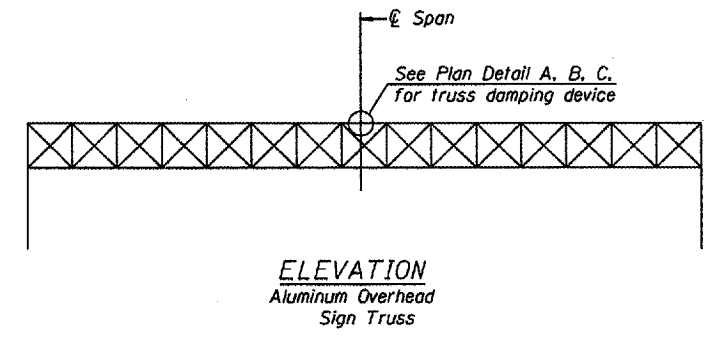 ℄ Span
See Plan Detail A, B, C,
for truss damping device
ELEVATION
Aluminum Overhead
Sign Truss